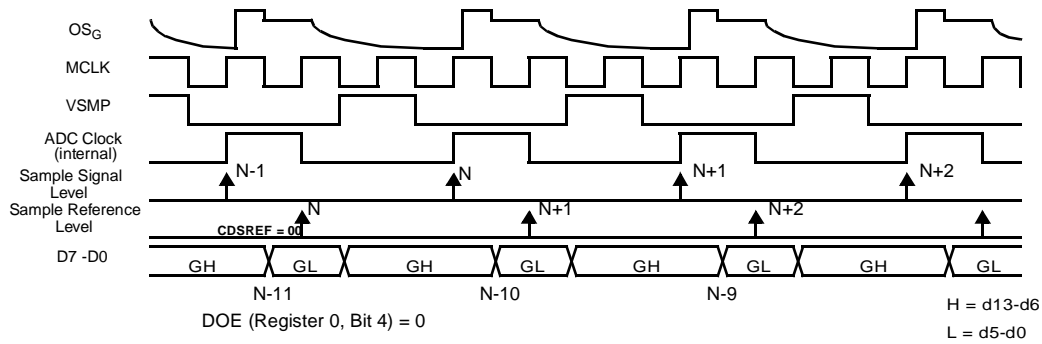 OSG
MCLK
VSMP
ADC Clock
(internal)
N-1 N N+1 N+2
Sample Signal
Level
Sample Reference
Level
N N+1 N+2
CDSREF = 00
D7 -D0
GH GL GH GL GH GL GH GL
N-11 N-10 N-9
DOE (Register 0, Bit 4) = 0
H = d13-d6
L = d5-d0